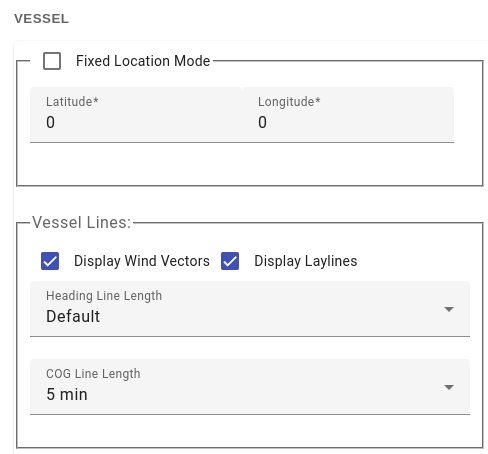 VESSEL
Fixed Location Mode
Latitude* Longitude*
0 0
Vessel Lines:
Display Wind Vectors Display Laylines
Heading Line Length
Default
COG Line Length
5 min